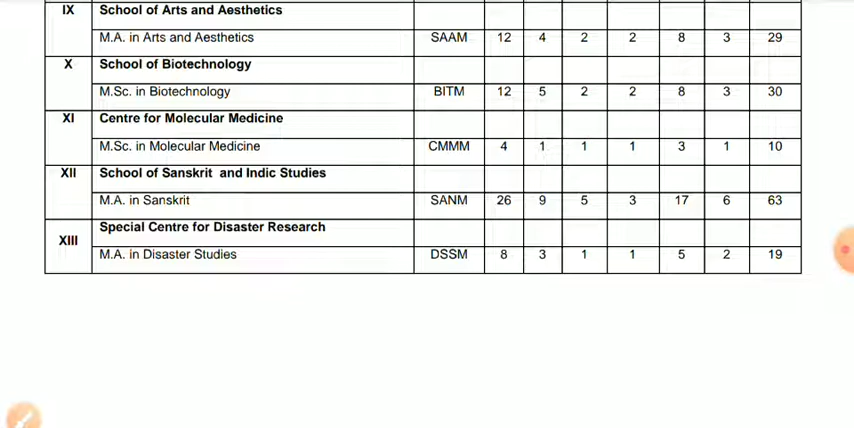 IX School of Arts and Aesthetics
M.A. in Arts and Aesthetics SAAM 12 4 2 2 8 3 29
X School of Biotechnology
M.Sc. in Biotechnology BITM 12 5 2 2 8 3 30
XI Centre for Molecular Medicine
M.Sc. in Molecular Medicine CMMM 4 1 1 1 3 1 10
XII School of Sanskrit and Indic Studies
M.A. in Sanskrit SANM 26 9 5 3 17 6 63
Special Centre for Disaster Research
XIII
M.A. in Disaster Studies DSSM 8 3 1 1 5 2 19